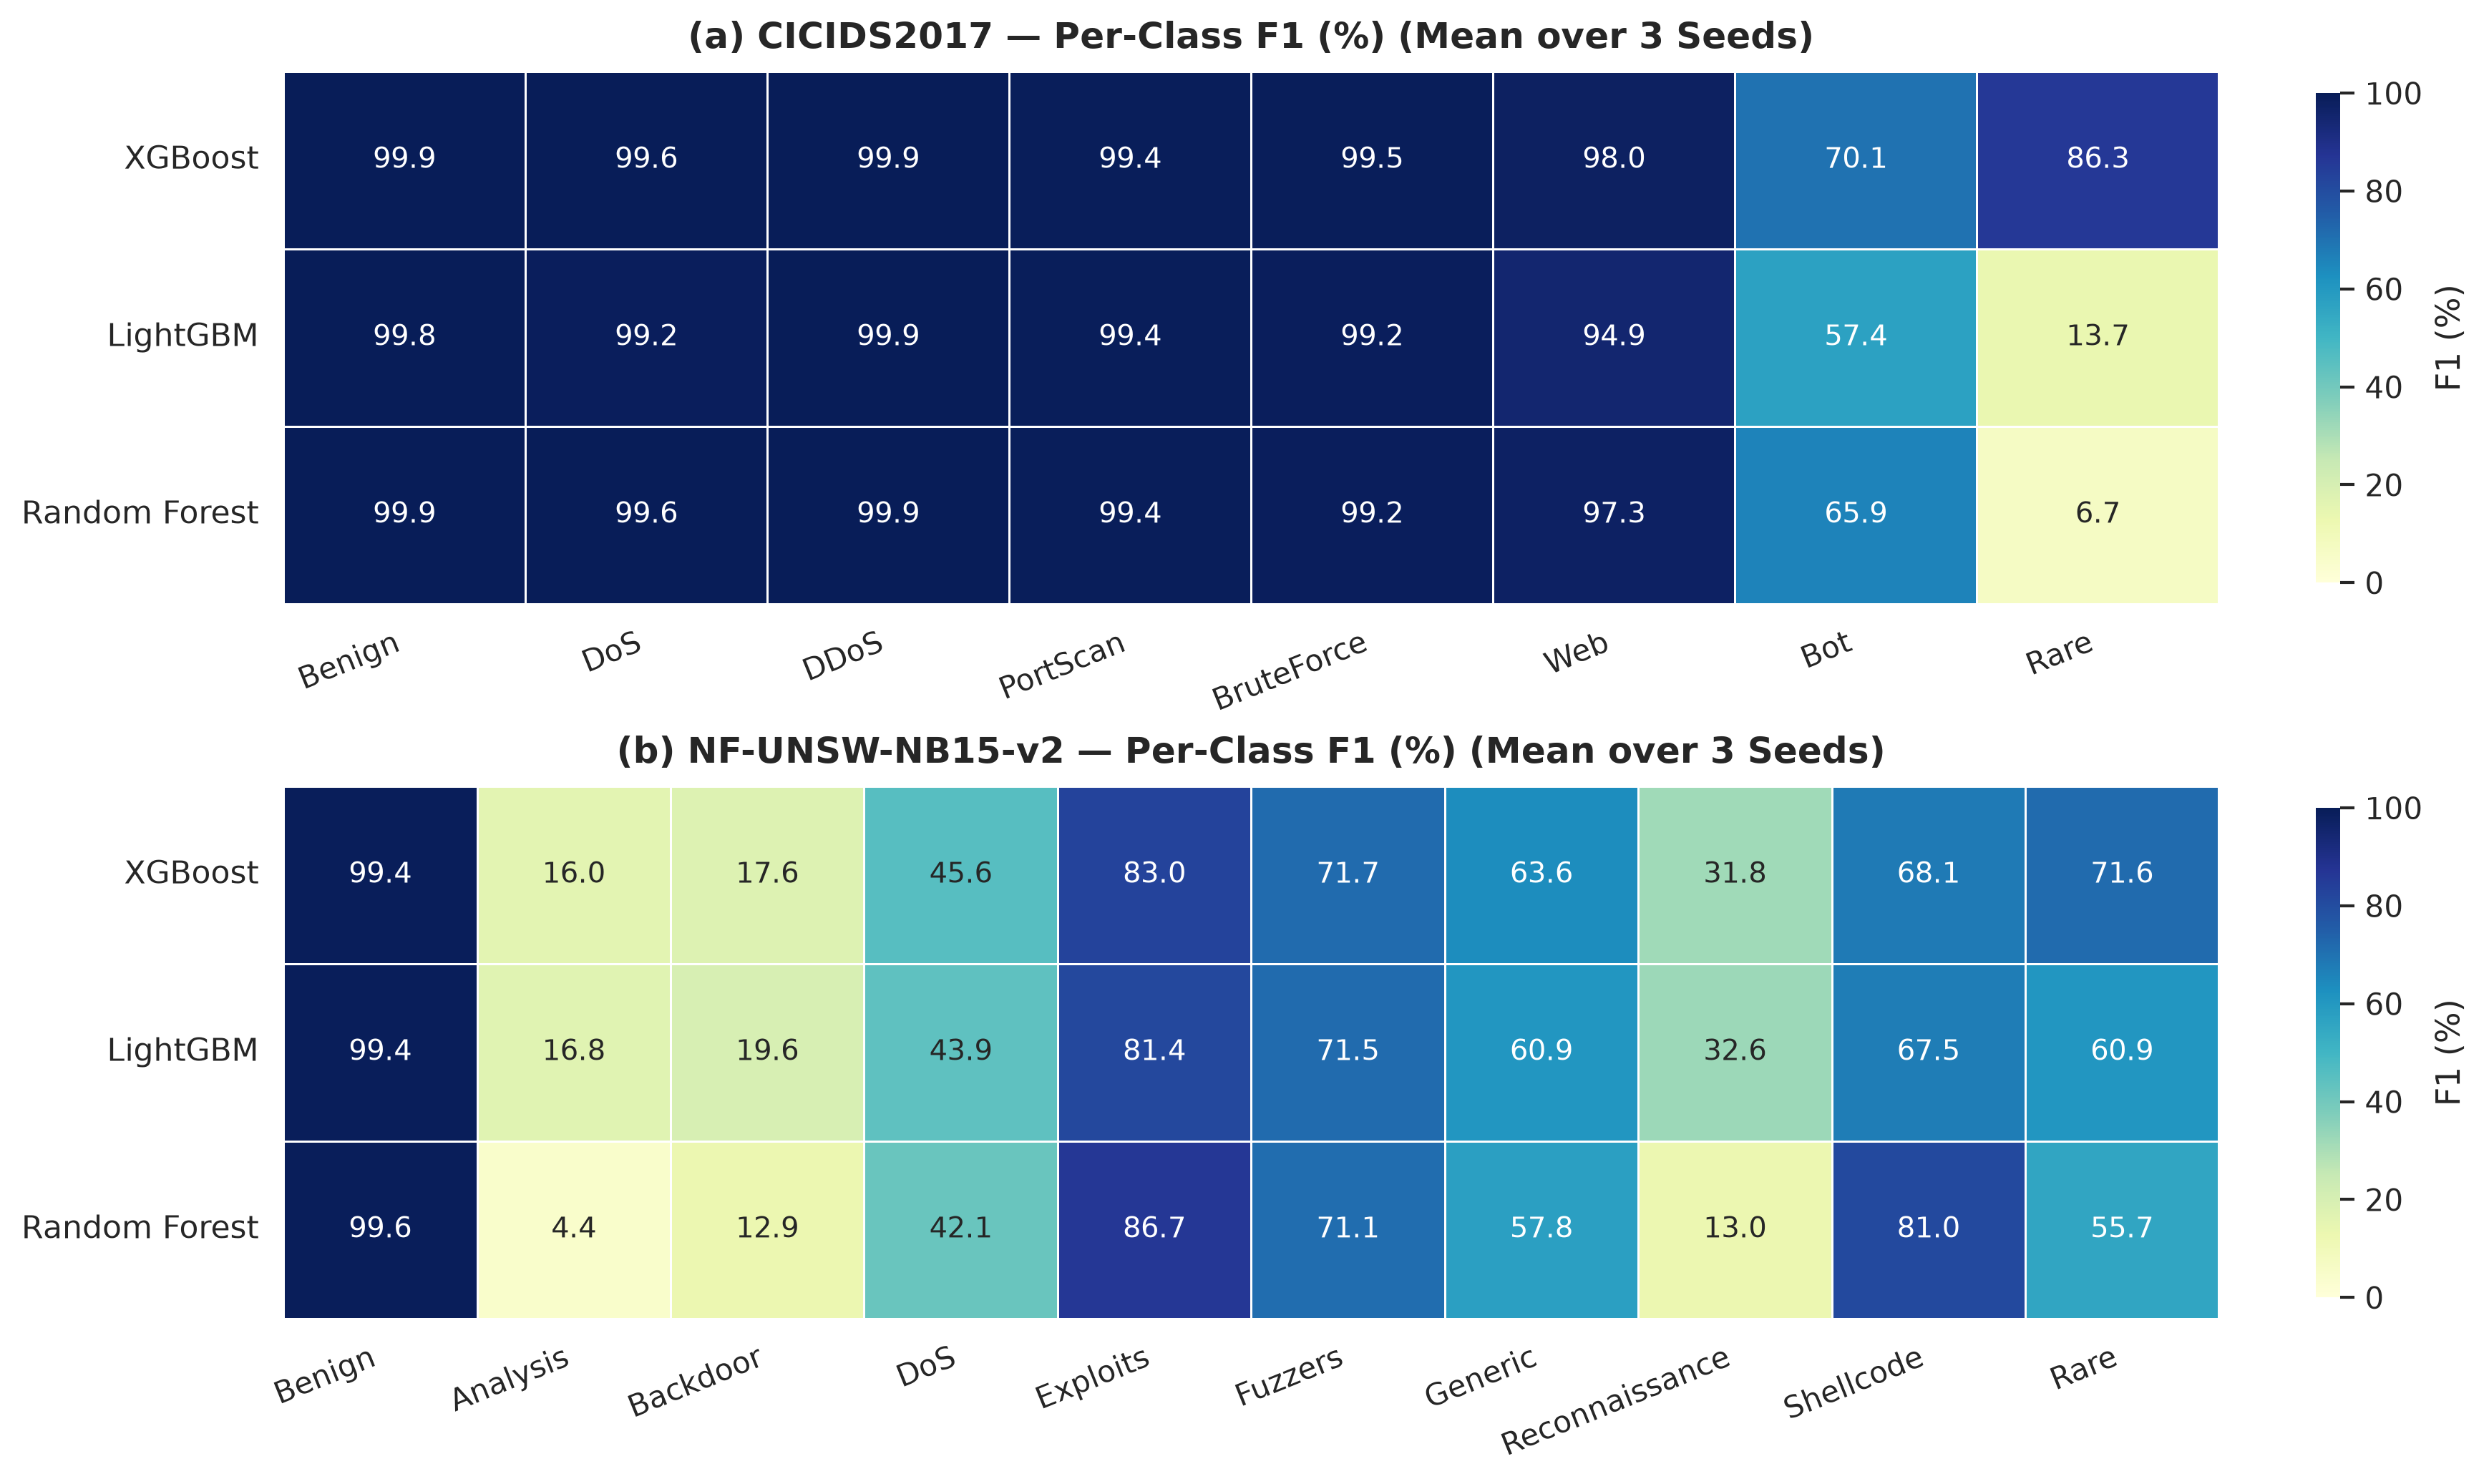 (a) CICIDS2017 — Per-Class F1 (%) (Mean over 3 Seeds)
XGBoost 99.9 99.6 99.9 99.4 99.5 98.0 70.1 86.3
LightGBM 99.8 99.2 99.9 99.4 99.2 94.9 57.4 13.7
Random Forest 99.9 99.6 99.9 99.4 99.2 97.3 65.9 6.7
Benign DoS DDoS PortScan BruteForce Web Bot Rare
100
80
60
40
20
0
F1 (%)
(b) NF-UNSW-NB15-v2 — Per-Class F1 (%) (Mean over 3 Seeds)
XGBoost 99.4 16.0 17.6 45.6 83.0 71.7 63.6 31.8 68.1 71.6
LightGBM 99.4 16.8 19.6 43.9 81.4 71.5 60.9 32.6 67.5 60.9
Random Forest 99.6 4.4 12.9 42.1 86.7 71.1 57.8 13.0 81.0 55.7
Benign Analysis Backdoor DoS Exploits Fuzzers Generic Reconnaissance Shellcode Rare
100
80
60
40
20
0
F1 (%)